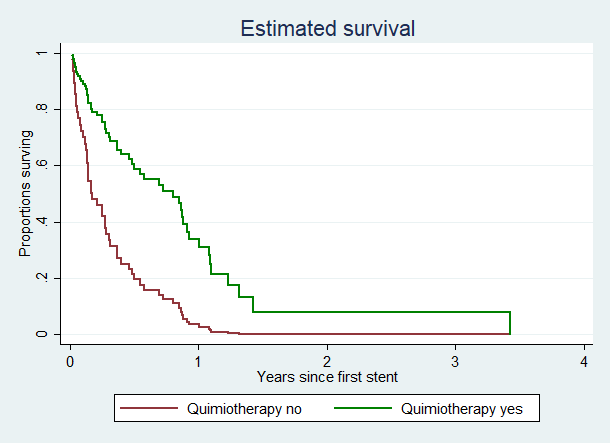 Estimated survival
1
.8
.6
.4
.2
0
Proportions surving
0 1 2 3 4
Years since first stent
Quimiotherapy no Quimiotherapy yes